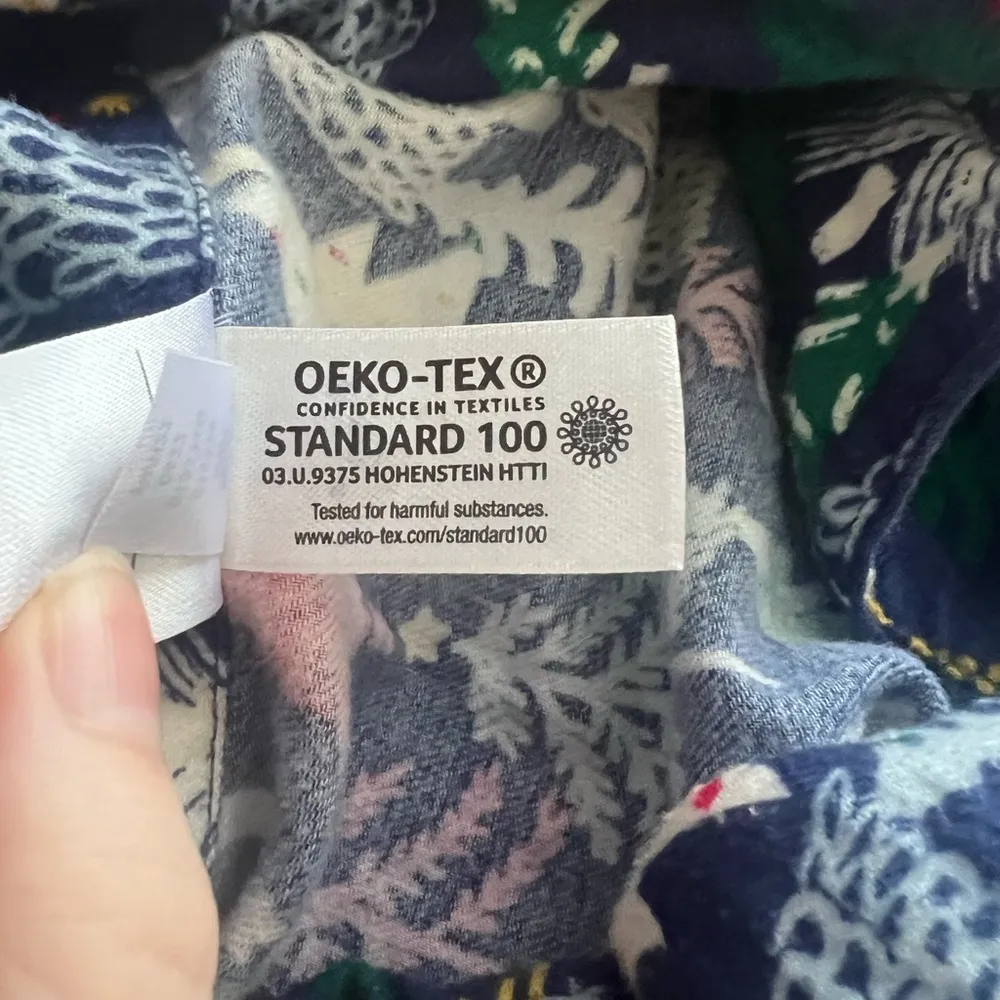 OEKO-TEX®
CONFIDENCE IN TEXTILES
STANDARD 100
03.U.9375 HOHENSTEIN HTTI
Tested for harmful substances.
www.oeko-tex.com/standard100